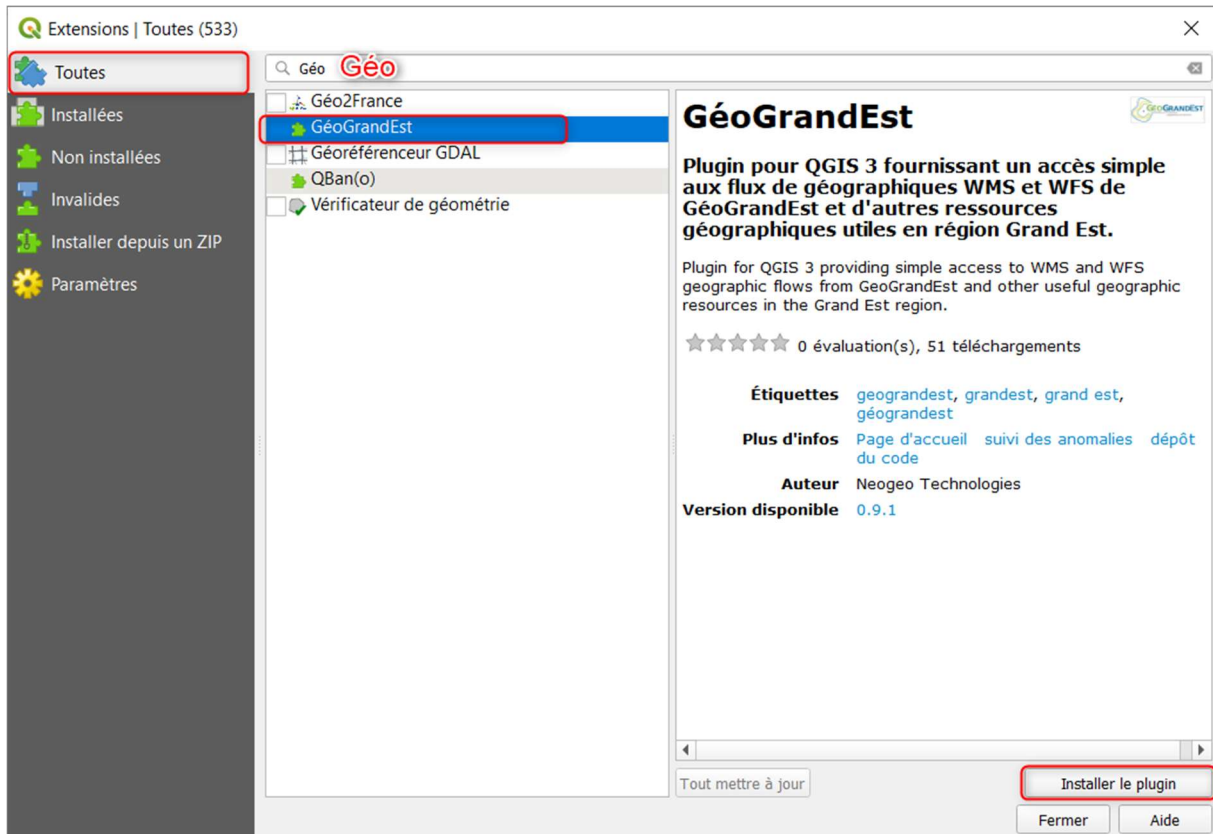 Extensions | Toutes (533)
Toutes
Installées
Non installées
Invalides
Installer depuis un ZIP
Paramètres
Géo Géo
Géo2France
GéoGrandEst
Géoréférenceur GDAL
QBan(o)
Vérificateur de géométrie
GéoGrandEst
GÉOGRANDEST
Plugin pour QGIS 3 fournissant un accès simple
aux flux de géographiques WMS et WFS de
GéoGrandEst et d'autres ressources
géographiques utiles en région Grand Est.
Plugin for QGIS 3 providing simple access to WMS and WFS
geographic flows from GeoGrandEst and other useful geographic
resources in the Grand Est region.
0 évaluation(s), 51 téléchargements
Étiquettes geograndest, grandest, grand est,
géograndest
Plus d'infos Page d'accueil suivi des anomalies dépôt
du code
Auteur Neogeo Technologies
Version disponible 0.9.1
Tout mettre à jour
Installer le plugin
Fermer
Aide